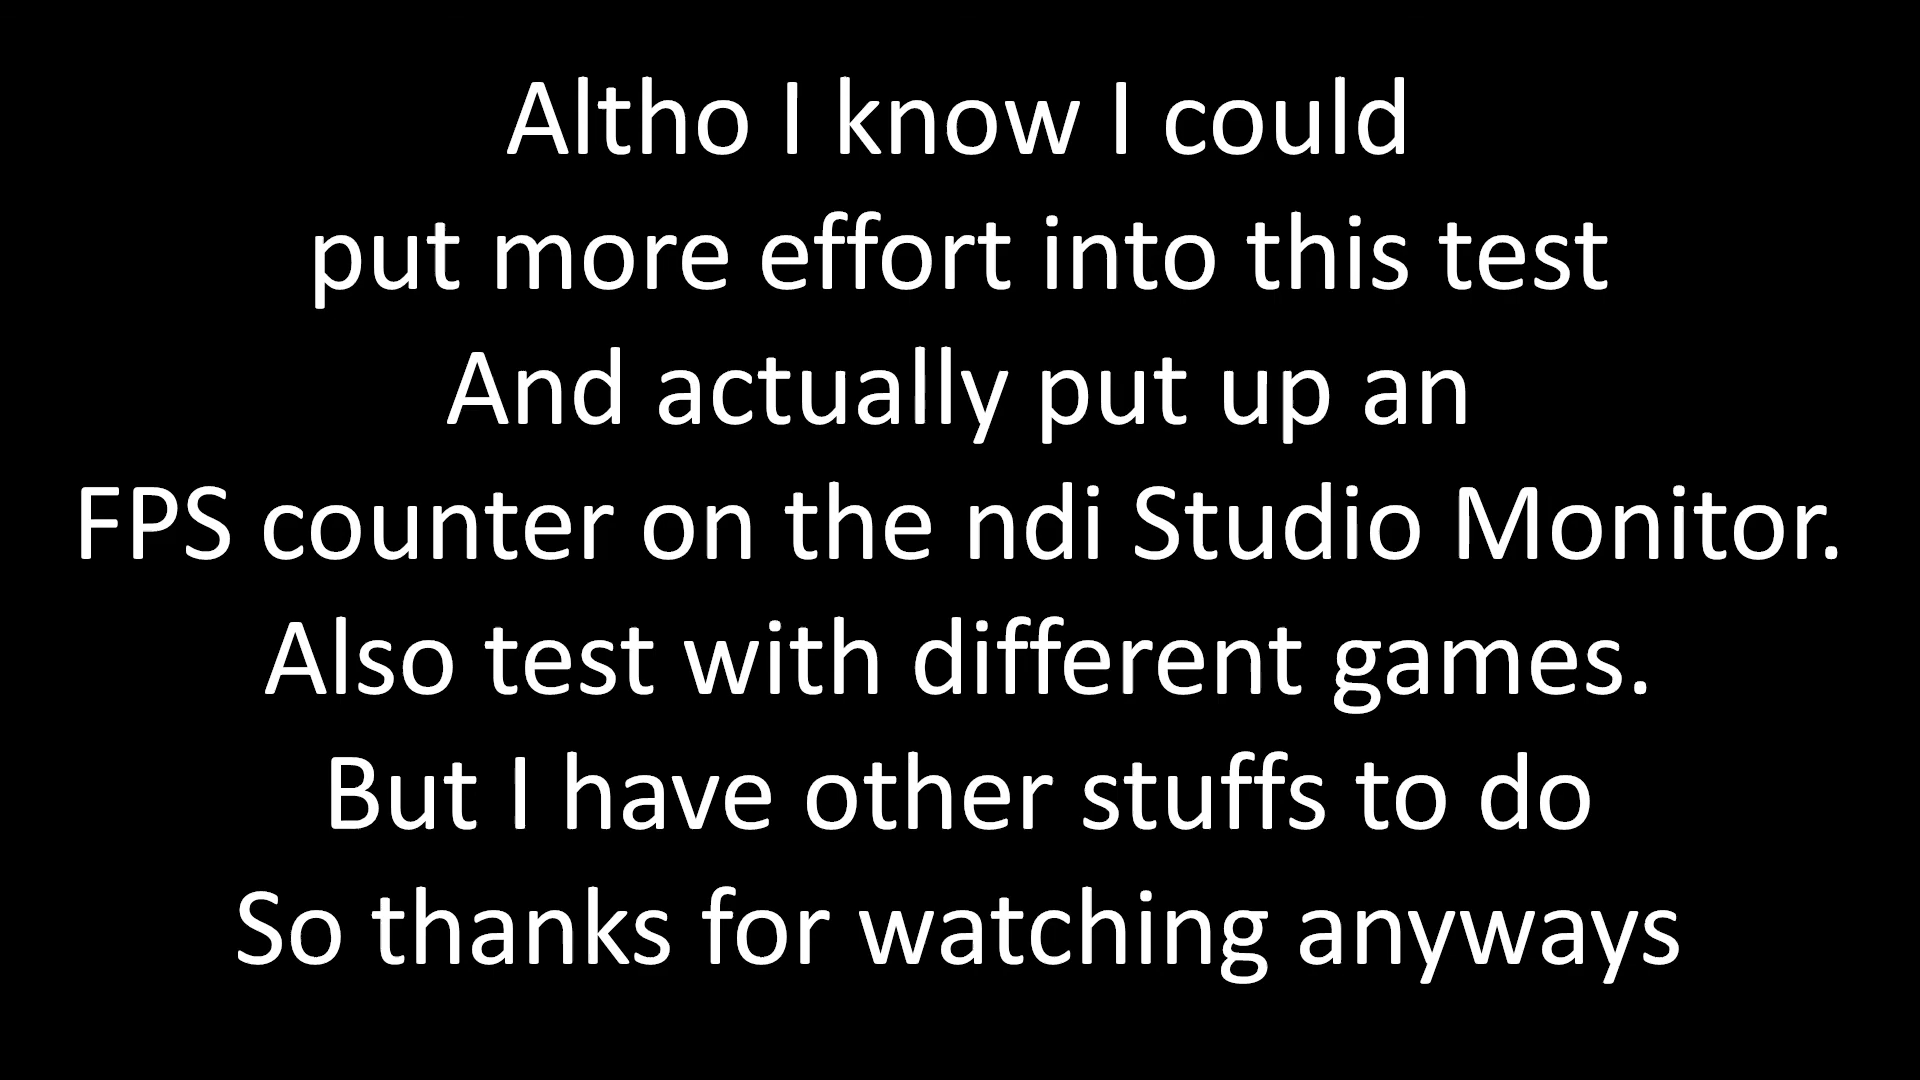 Altho I know I could
put more effort into this test
And actually put up an
FPS counter on the ndi Studio Monitor.
Also test with different games.
But I have other stuffs to do
So thanks for watching anyways